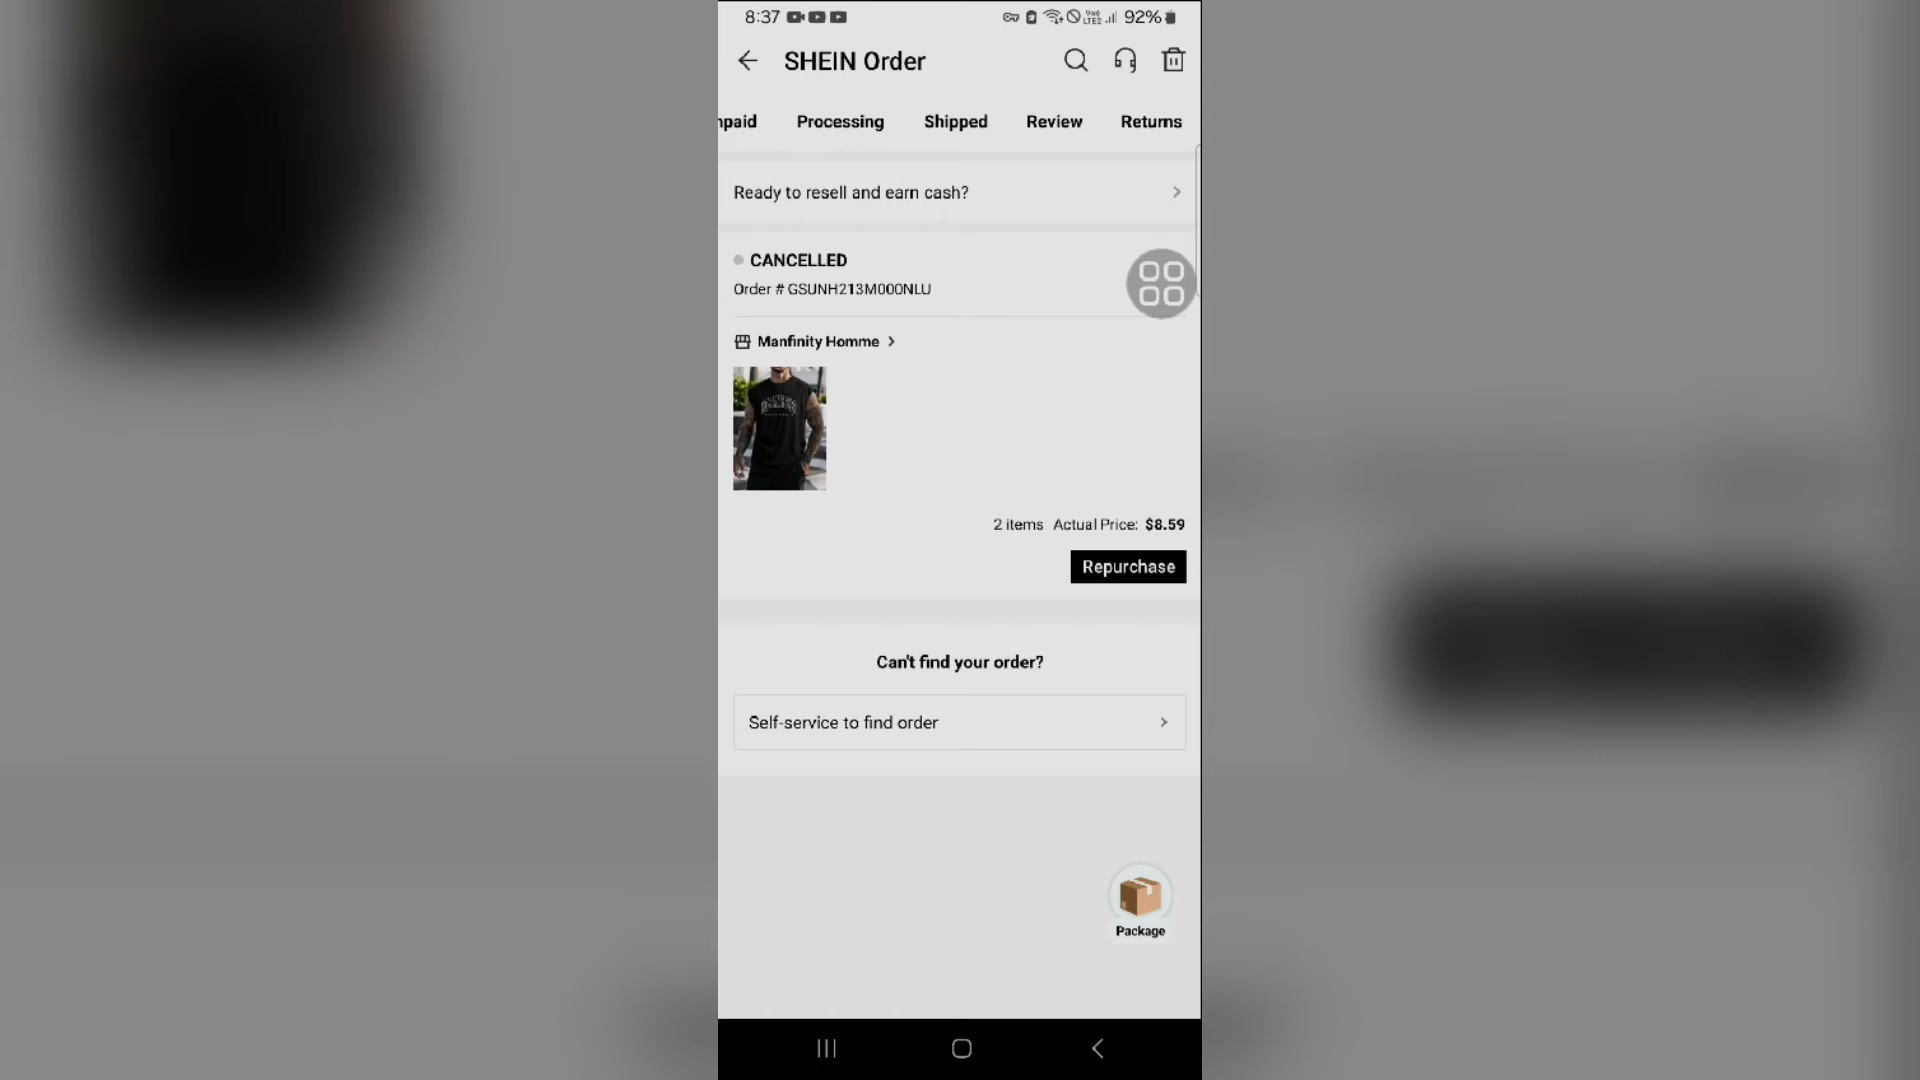 8:37 92%
SHEIN Order
npaid Processing Shipped Review Returns
Ready to resell and earn cash?
CANCELLED
Order # GSUNH213M000NLU
Manfinity Homme
2 items Actual Price: $8.59
Repurchase
Can't find your order?
Self-service to find order
Package